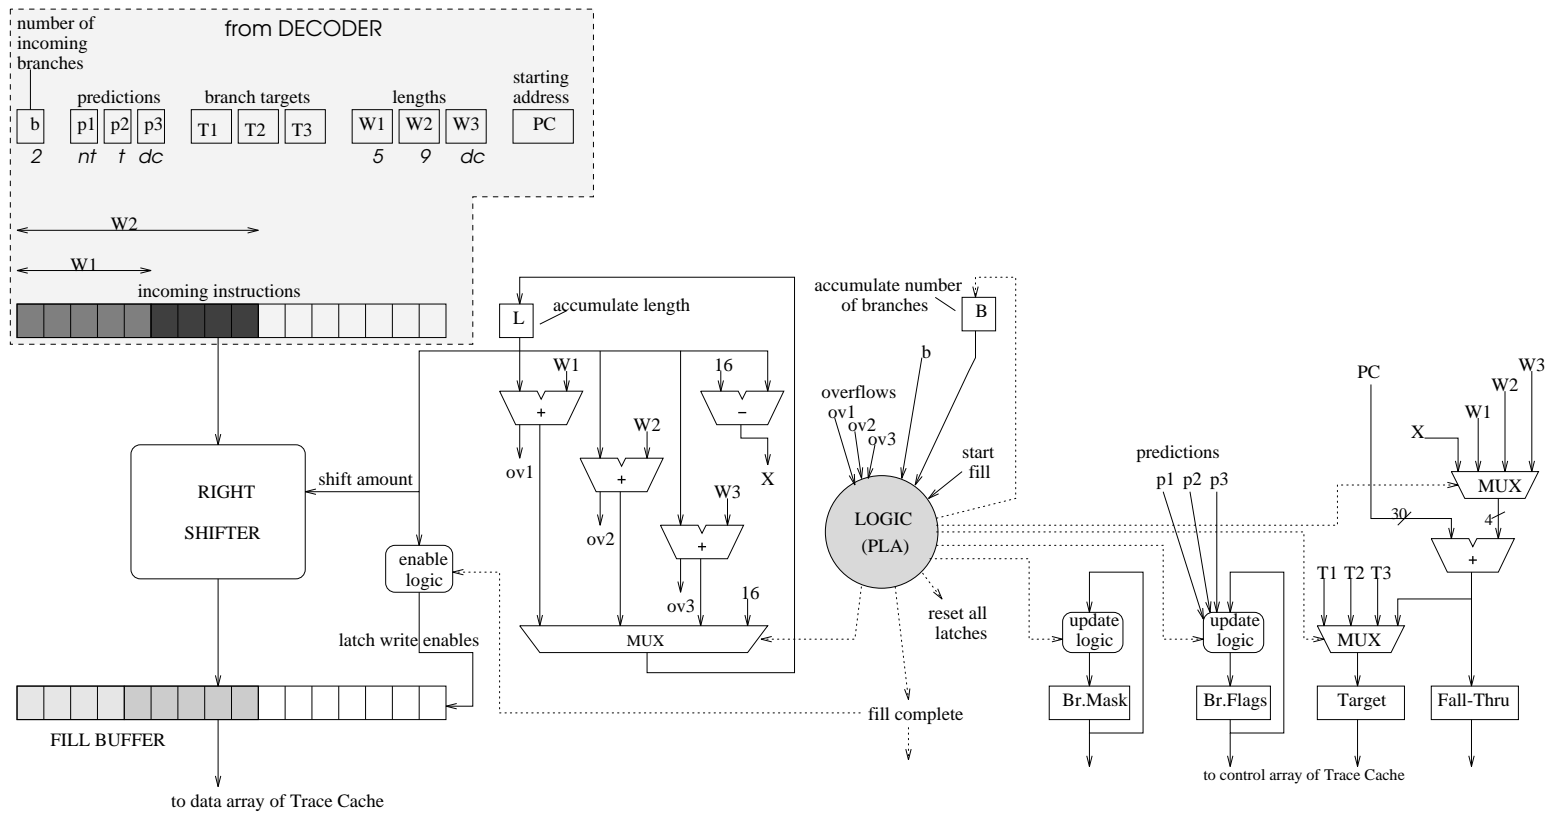 number of
incoming
branches
from DECODER
predictions
branch targets
lengths
starting
address
b
p1 p2 p3
T1 T2 T3
W1 W2 W3
PC
2
nt t dc
5 9 dc
W2
W1
incoming instructions
L
accumulate length
W1
16
+
−
ov1
W2
X
+
ov2
W3
+
ov3
16
MUX
RIGHT
SHIFTER
shift amount
enable
logic
latch write enables
FILL BUFFER
to data array of Trace Cache
accumulate number
of branches
B
b
overflows
ov1
ov2
ov3
start
fill
LOGIC
(PLA)
reset all
latches
fill complete
predictions
p1 p2 p3
update
logic
update
logic
Br.Mask
Br.Flags
PC
X
W1
W2
W3
MUX
30
4
+
T1 T2 T3
MUX
Target
Fall-Thru
to control array of Trace Cache